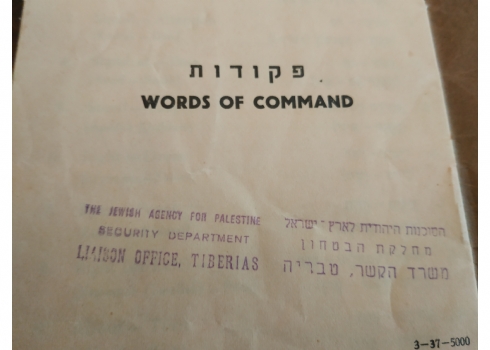 פקודות
WORDS OF COMMAND
THE JEWISH AGENCY FOR PALESTINE
SECURITY DEPARTMENT
LIAISON OFFICE, TIBERIAS
הסוכנות היהודית לארץ־ישראל
מחלקת הבטחון
משרד הקשר, טבריה
3-37-5000